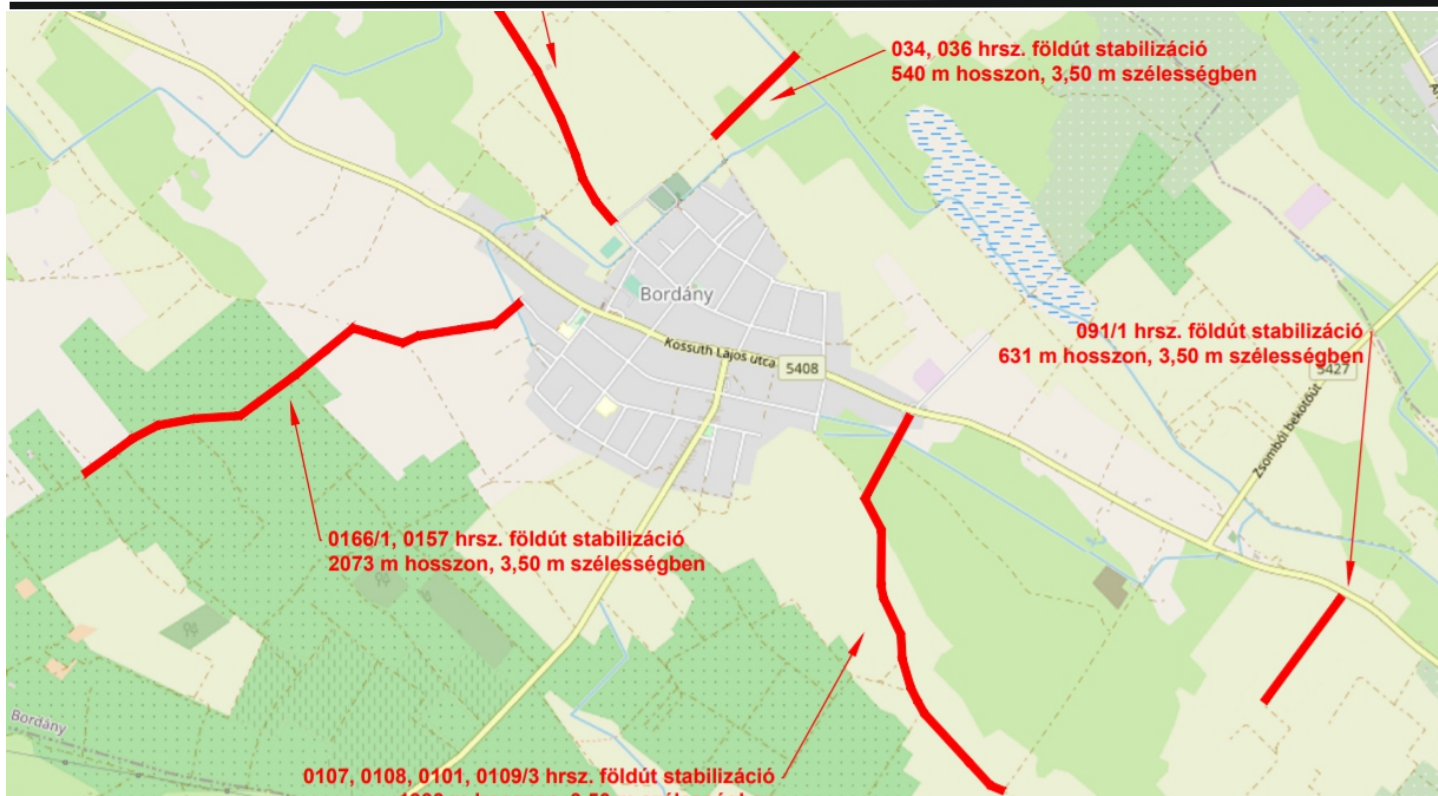 034, 036 hrsz. földút stabilizáció
540 m hosszon, 3,50 m szélességben
Bordány
Kossuth Lajos utca
5408
091/1 hrsz. földút stabilizáció
631 m hosszon, 3,50 m szélességben
5427
Zsombói bekötőút
0166/1, 0157 hrsz. földút stabilizáció
2073 m hosszon, 3,50 m szélességben
Bordány
0107, 0108, 0101, 0109/3 hrsz. földút stabilizáció